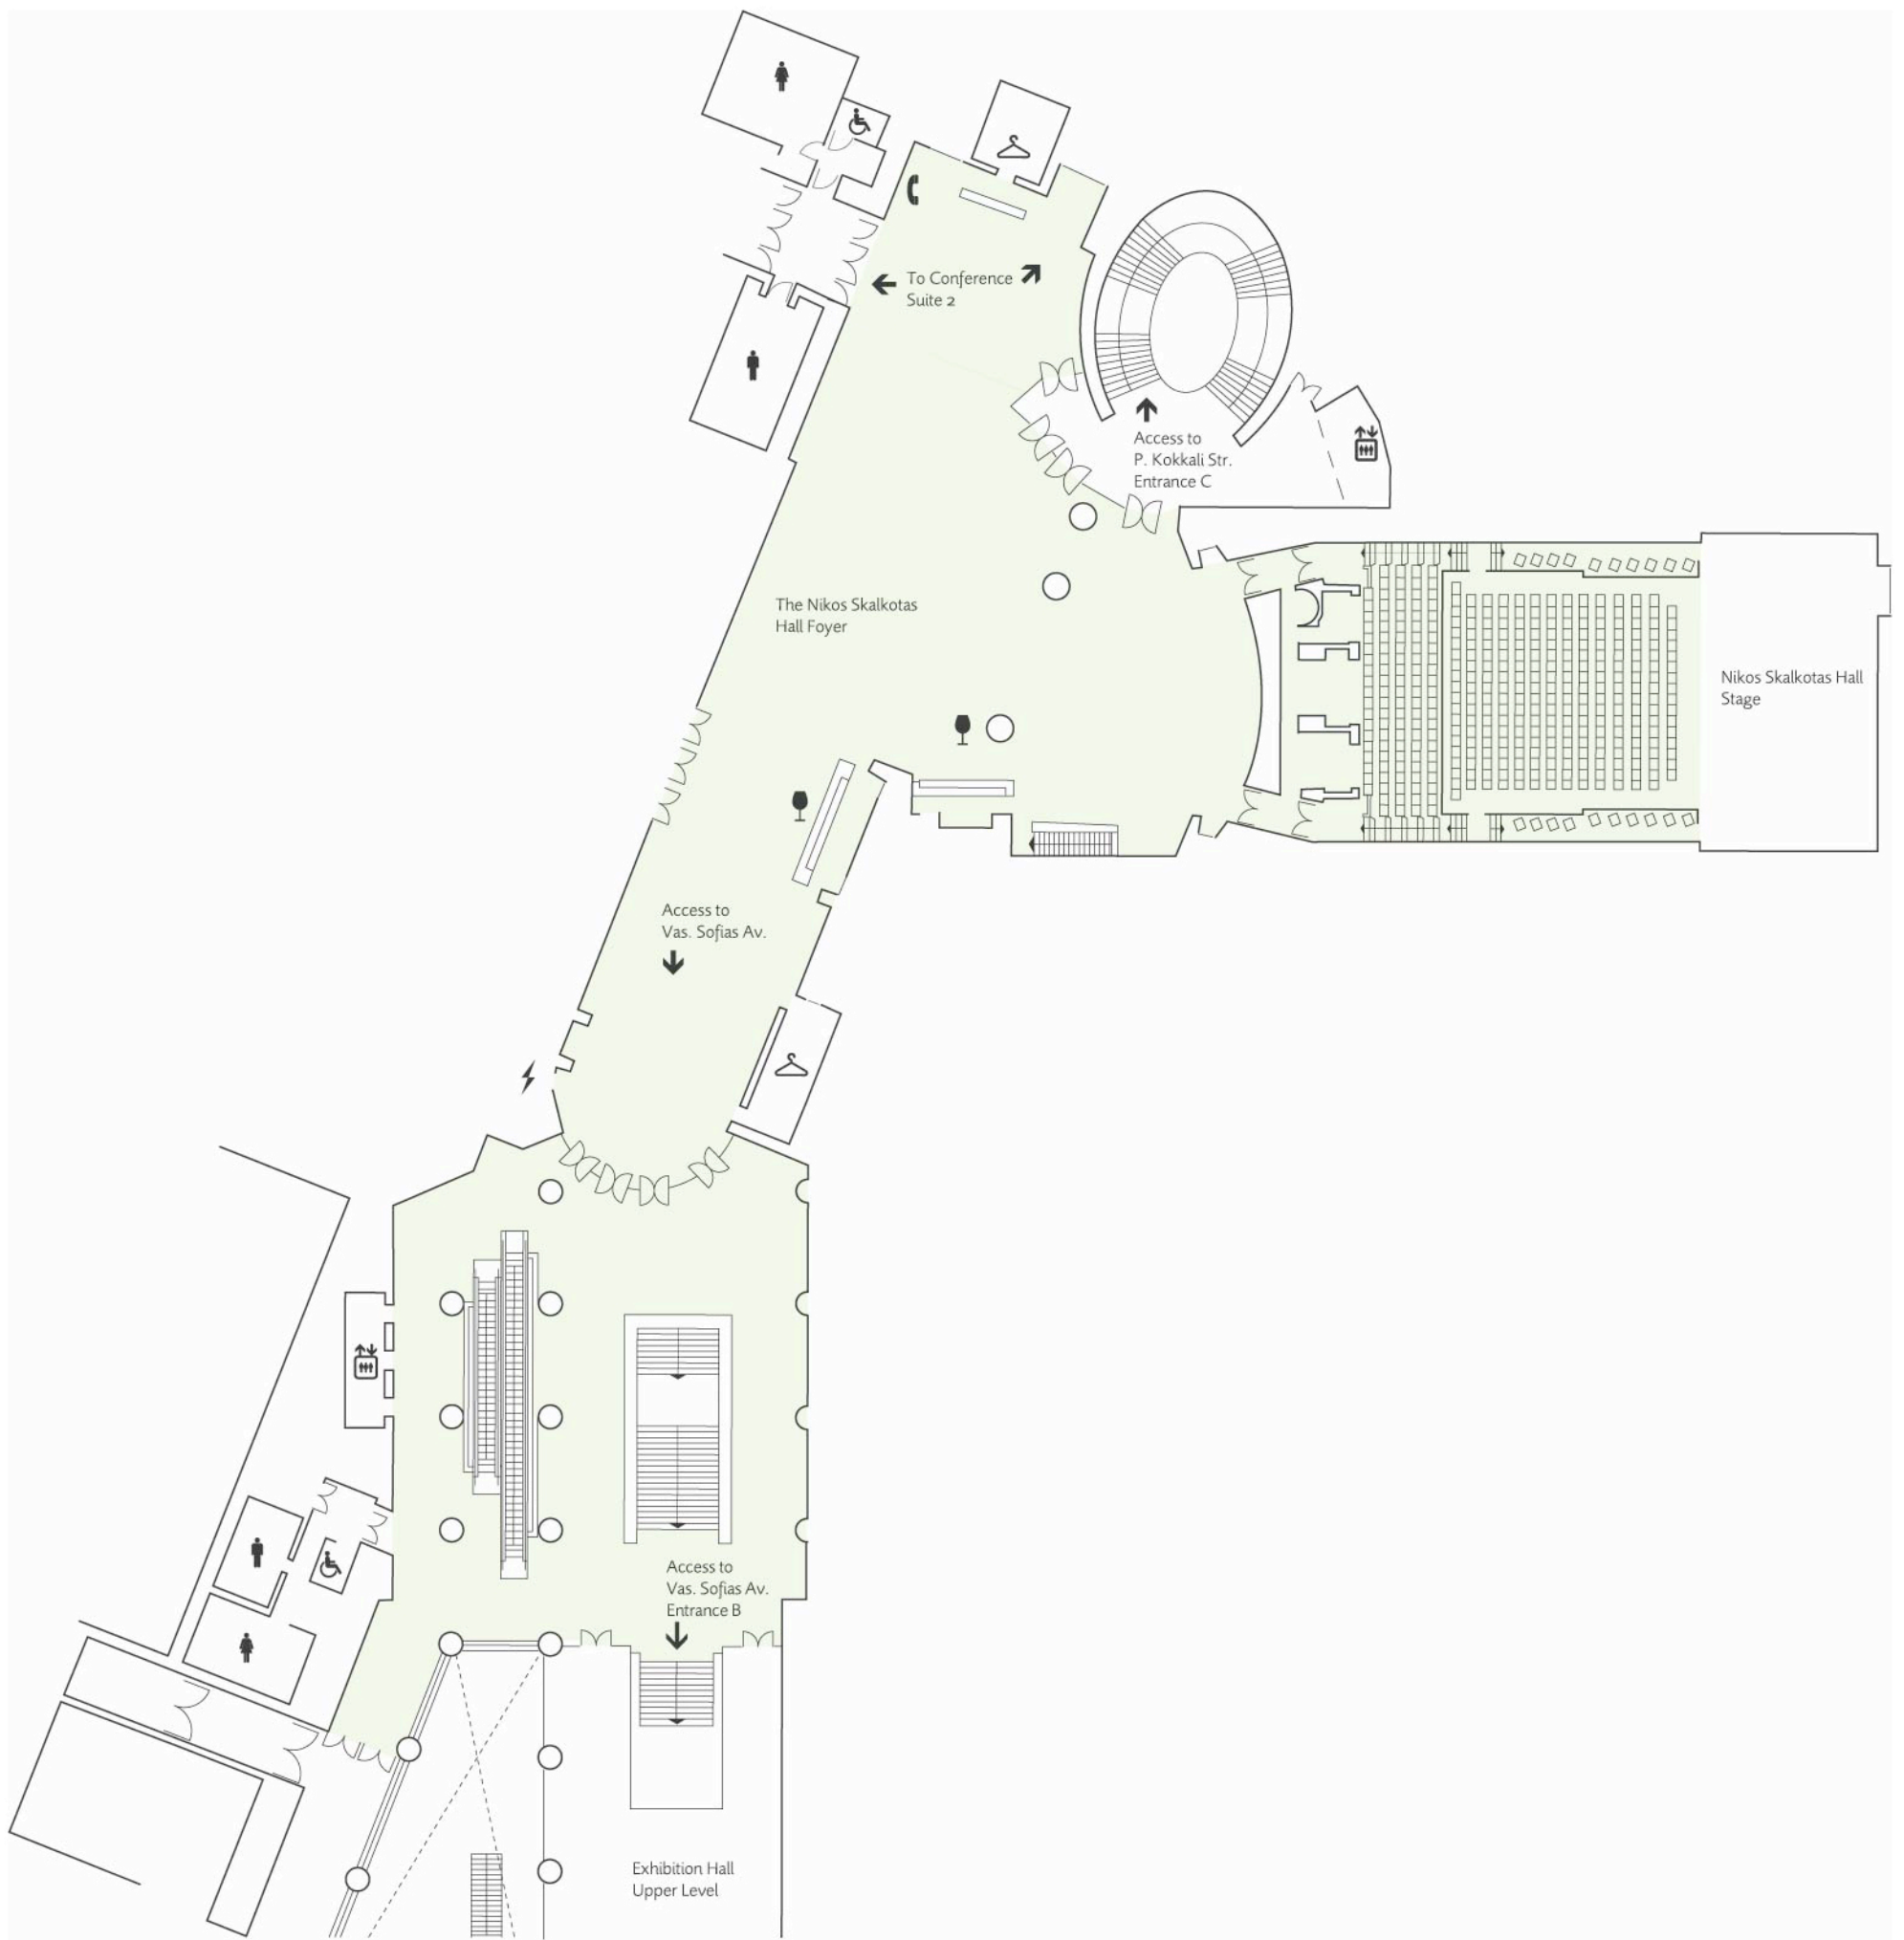 To Conference
Suite 2
Access to
P. Kokkali Str.
Entrance C
The Nikos Skalkotas
Hall Foyer
Nikos Skalkotas Hall
Stage
Access to
Vas. Sofias Av.
Access to
Vas. Sofias Av.
Entrance B
Exhibition Hall
Upper Level